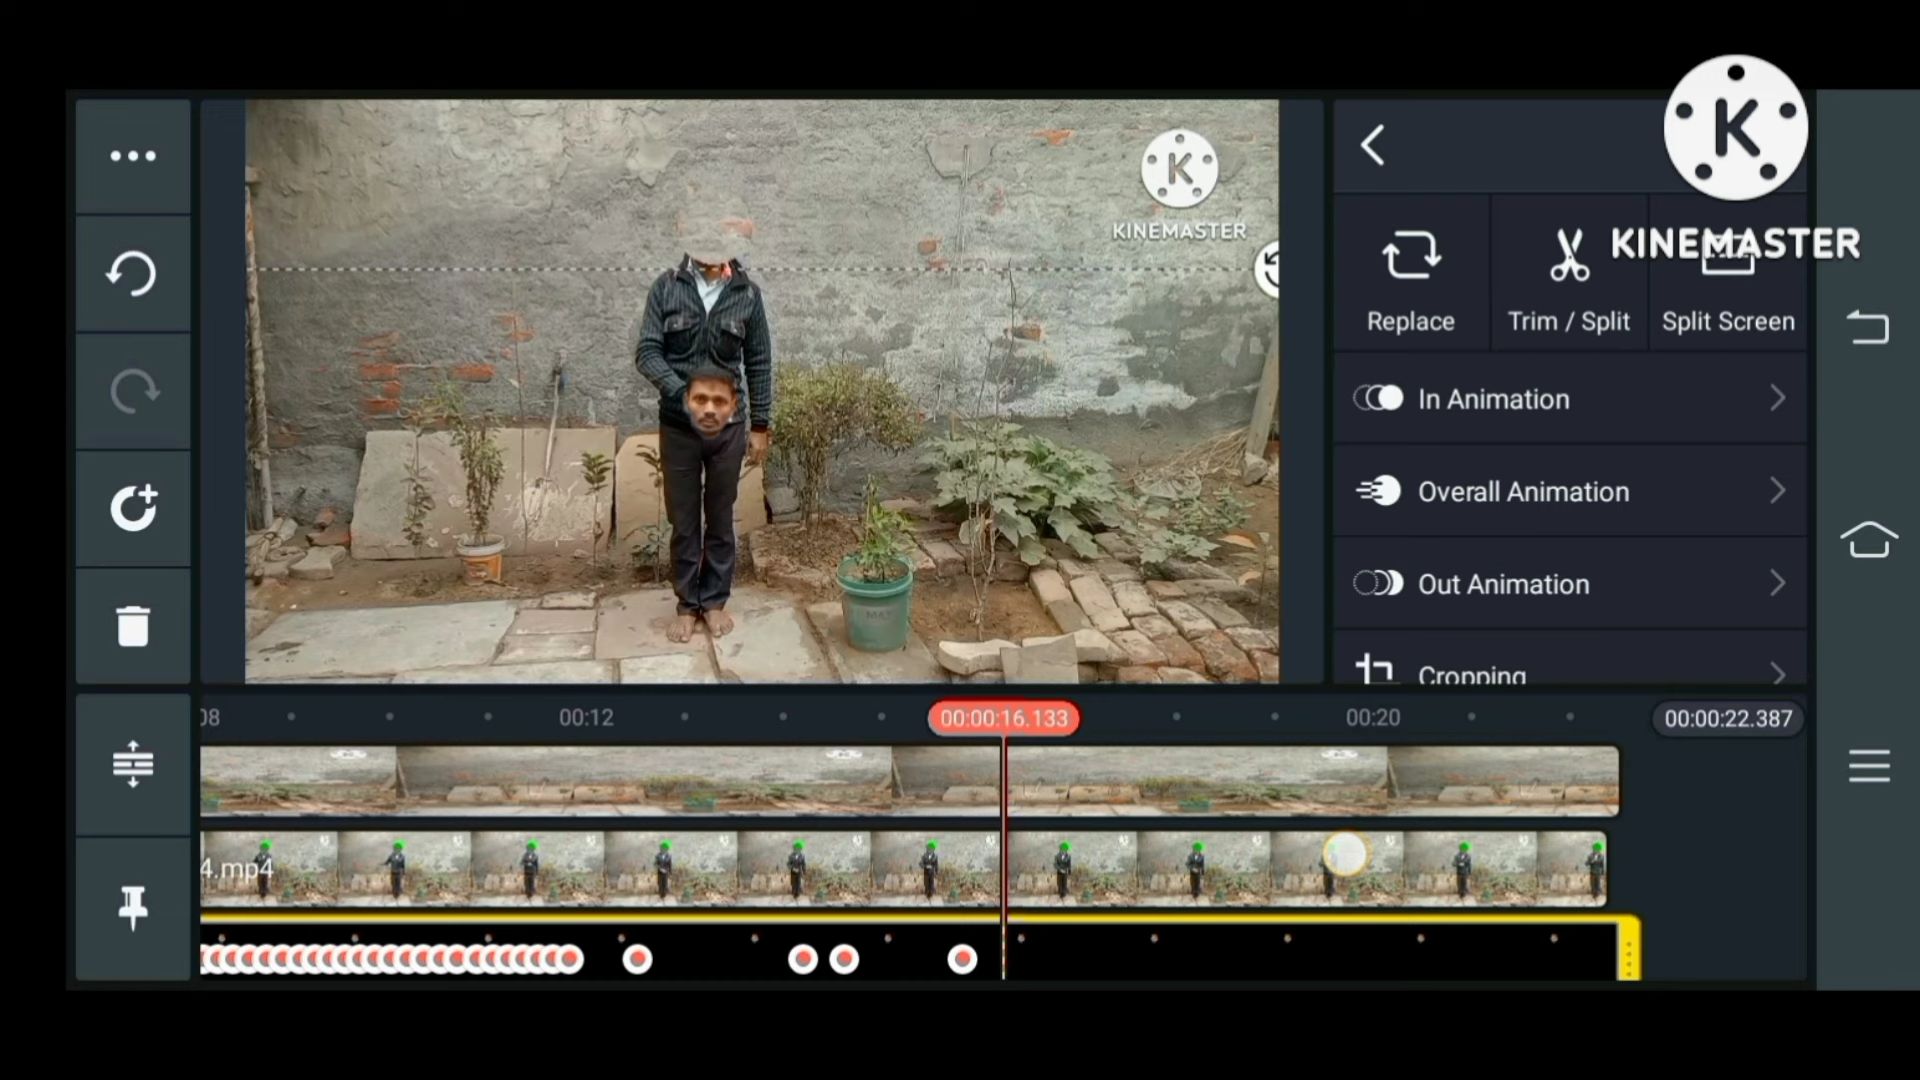 K
KINEMASTER
K
KINEMASTER
Replace
Trim / Split
Split Screen
In Animation
Overall Animation
Out Animation
Cropping
08
00:12
00:00:16.133
00:20
00:00:22.387
4.mp4